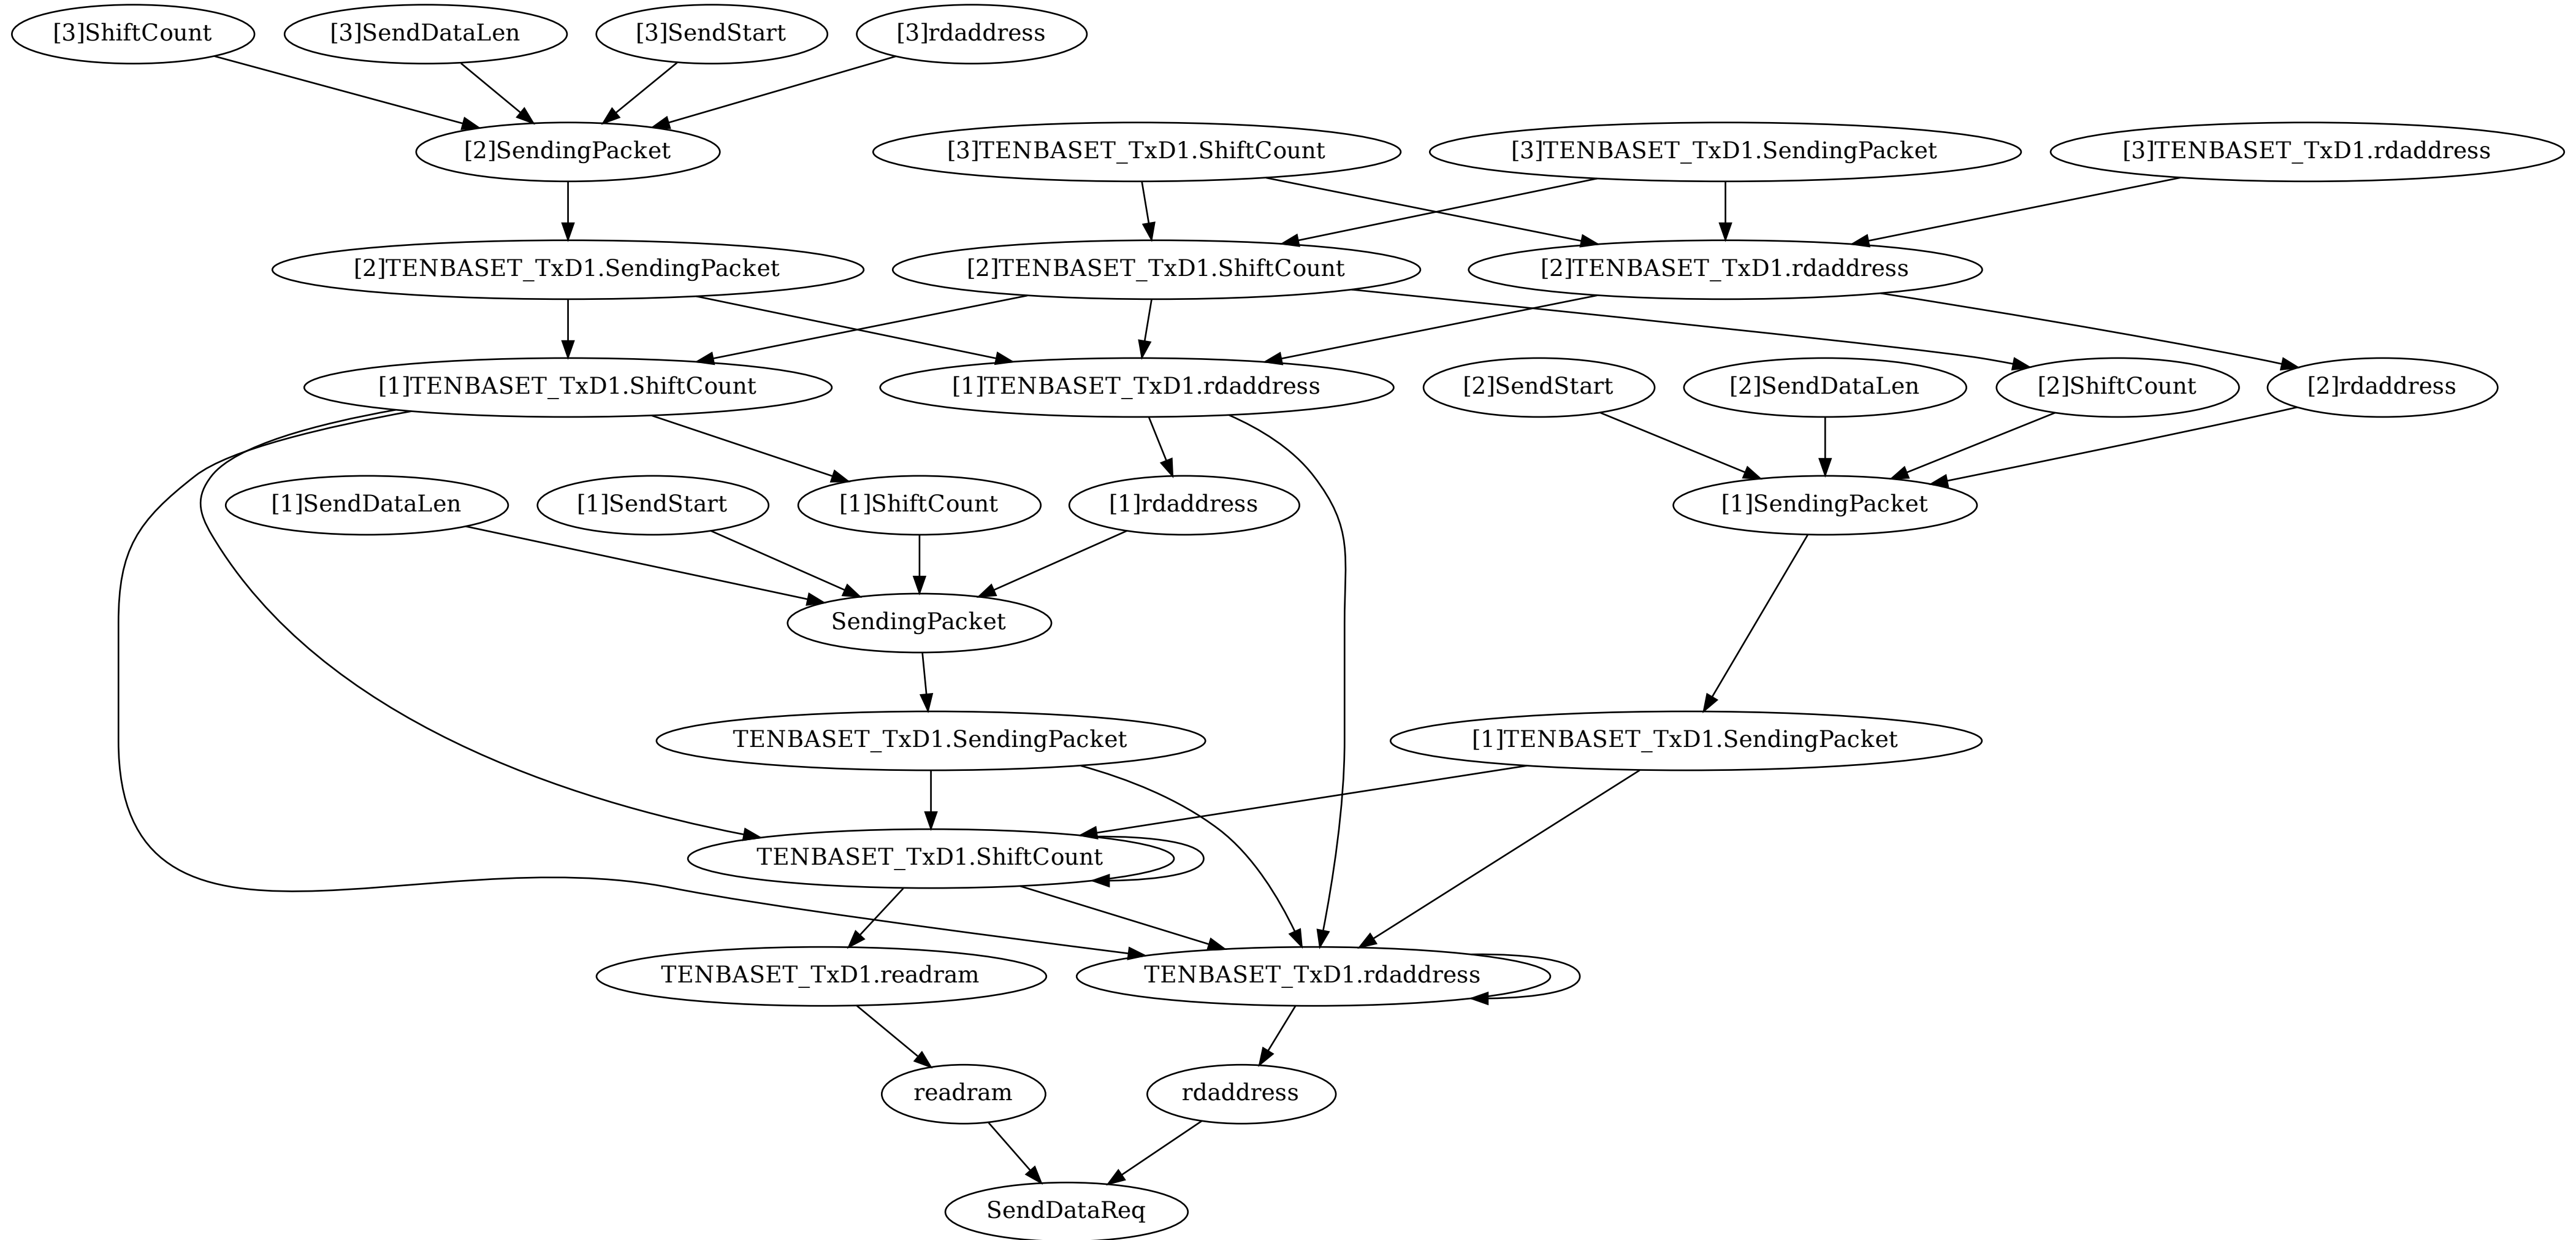 [3]ShiftCount
[3]SendDataLen
[3]SendStart
[3]rdaddress
[2]SendingPacket
[3]TENBASET_TxD1.ShiftCount
[3]TENBASET_TxD1.SendingPacket
[3]TENBASET_TxD1.rdaddress
[2]TENBASET_TxD1.SendingPacket
[2]TENBASET_TxD1.ShiftCount
[2]TENBASET_TxD1.rdaddress
[1]TENBASET_TxD1.ShiftCount
[1]TENBASET_TxD1.rdaddress
[2]SendStart
[2]SendDataLen
[2]ShiftCount
[2]rdaddress
[1]SendDataLen
[1]SendStart
[1]ShiftCount
[1]rdaddress
[1]SendingPacket
SendingPacket
TENBASET_TxD1.SendingPacket
[1]TENBASET_TxD1.SendingPacket
TENBASET_TxD1.ShiftCount
TENBASET_TxD1.readram
TENBASET_TxD1.rdaddress
readram
rdaddress
SendDataReq